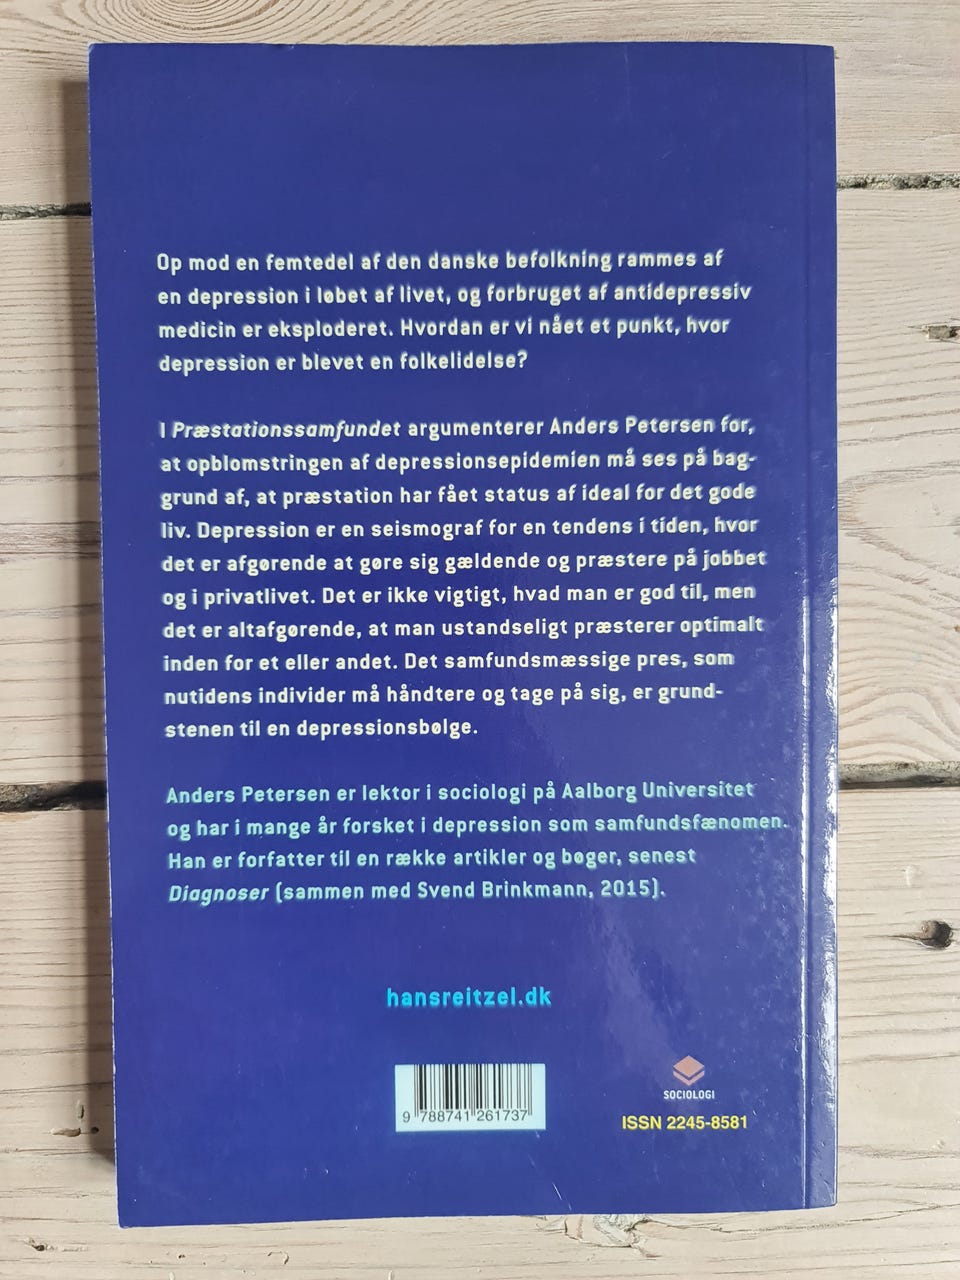 Op mod en femtedel af den danske befolkning rammes af
en depression i løbet af livet, og forbruget af antidepressiv
medicin er eksploderet. Hvordan er vi nået et punkt, hvor
depression er blevet en folkelidelse?
I Præstationssamfundet argumenterer Anders Petersen for,
at opblomstringen af depressionsepidemien må ses på bag-
grund af, at præstation har fået status af ideal for det gode
liv. Depression er en seismograf for en tendens i tiden, hvor
det er afgørende at gøre sig gældende og præstere på jobbet
og i privatlivet. Det er ikke vigtigt, hvad man er god til, men
det er altafgørende, at man ustandseligt præsterer optimalt
inden for et eller andet. Det samfundsmæssige pres, som
nutidens individer må håndtere og tage på sig, er grund-
stenen til en depressionsbølge.
Anders Petersen er lektor i sociologi på Aalborg Universitet
og har i mange år forsket i depression som samfundsfænomen.
Han er forfatter til en række artikler og bøger, senest
Diagnoser (sammen med Svend Brinkmann, 2015).
hansreitzel.dk
9 788741 261737
SOCIOLOGI
ISSN 2245-8581